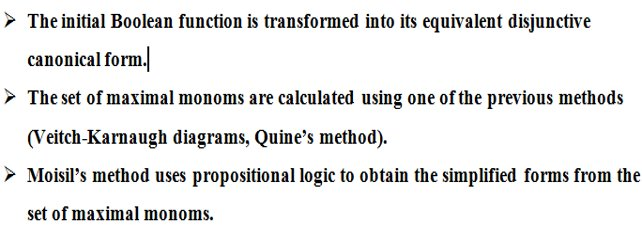 ➢ The initial Boolean function is transformed into its equivalent disjunctive
canonical form.
➢ The set of maximal monoms are calculated using one of the previous methods
(Veitch-Karnaugh diagrams, Quine's method).
➢ Moisil's method uses propositional logic to obtain the simplified forms from the
set of maximal monoms.